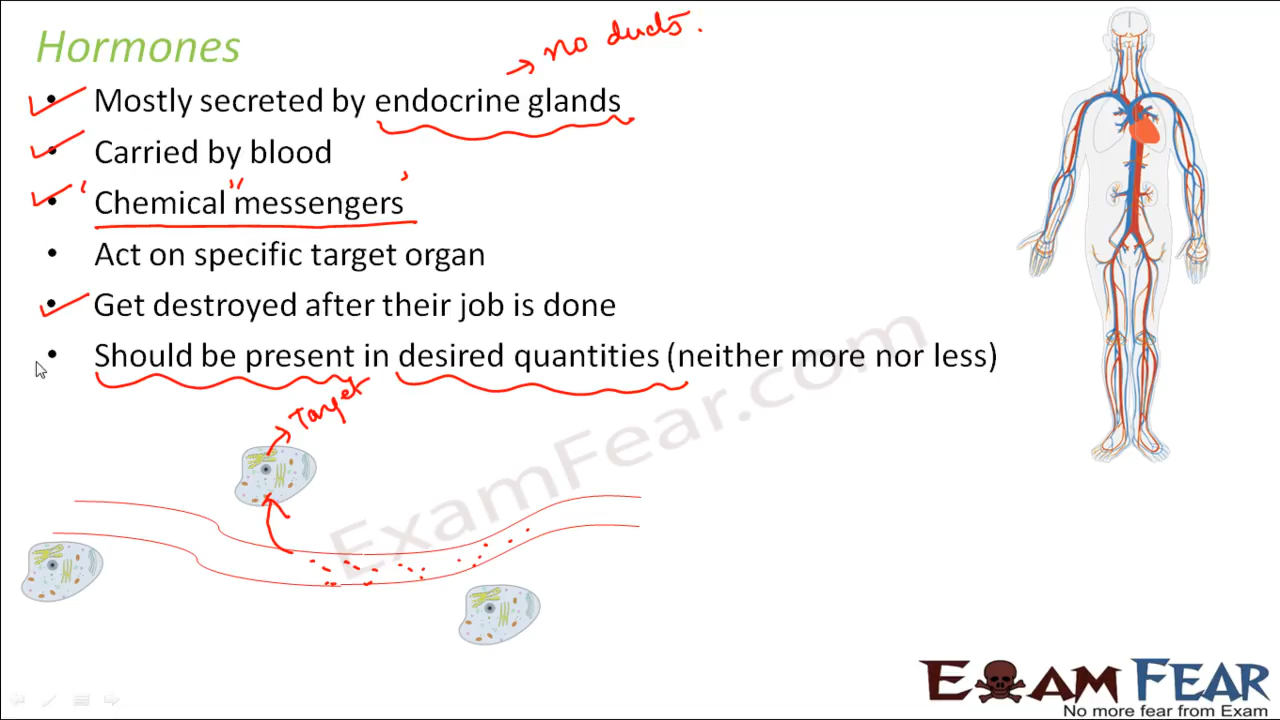 Hormones
→ no ducts.
• Mostly secreted by endocrine glands
• Carried by blood
• "Chemical "messengers"
• Act on specific target organ
• Get destroyed after their job is done
• Should be present in desired quantities (neither more nor less)
Target
ExamFear.com
EXAM FEAR
No more fear from Exam